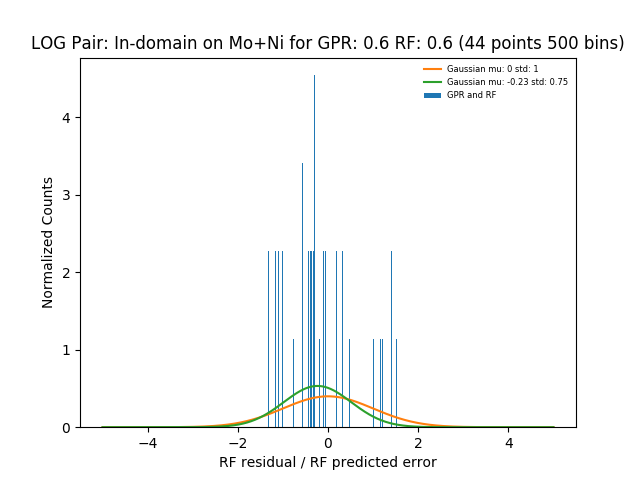 LOG Pair: In-domain on Mo+Ni for GPR: 0.6 RF: 0.6 (44 points 500 bins)
Gaussian mu: 0 std: 1
Gaussian mu: -0.23 std: 0.75
GPR and RF
Normalized Counts
4
3
2
1
0
−4
−2
0
2
4
RF residual / RF predicted error